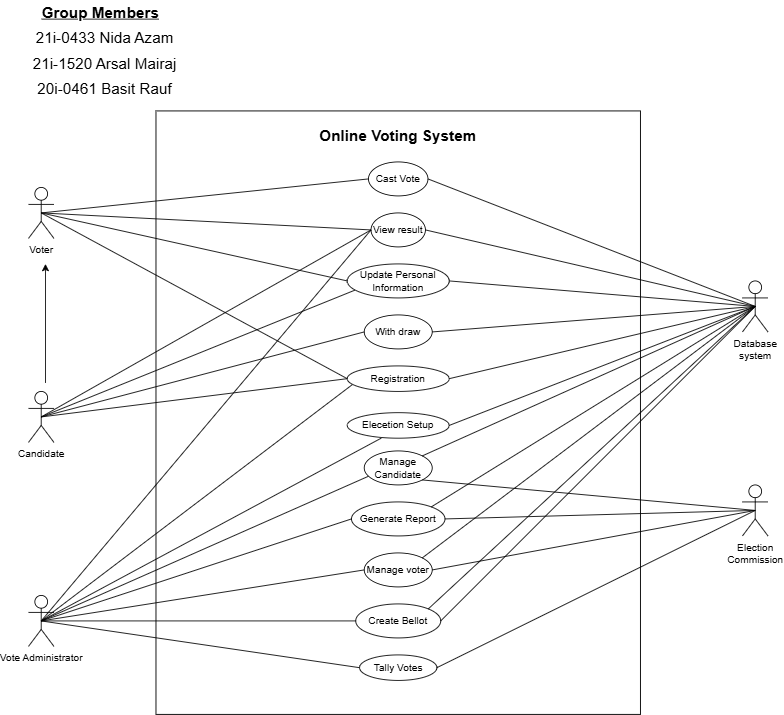 Group Members
21i-0433 Nida Azam
21i-1520 Arsal Mairaj
20i-0461 Basit Rauf
Online Voting System
Cast Vote
Voter
View result
Update Personal
Information
With draw
Database
system
Registration
Candidate
Elecetion Setup
Manage
Candidate
Generate Report
Election
Commission
Manage voter
Create Bellot
Vote Administrator
Tally Votes